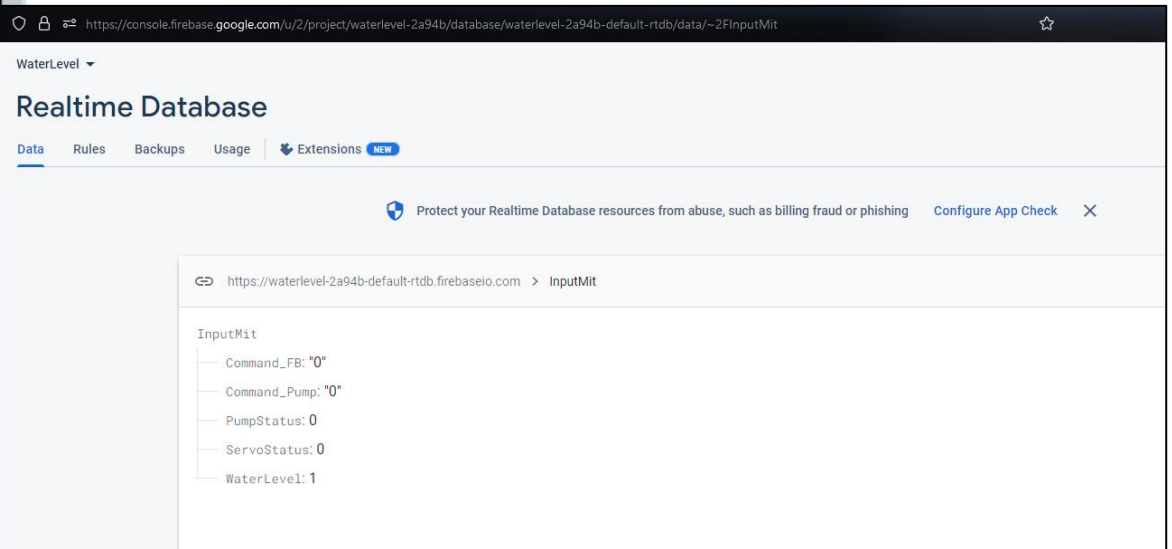 https://console.firebase.google.com/u/2/project/waterlevel-2a94b/database/waterlevel-2a94b-default-rtdb/data/~2FInputMit
WaterLevel
Realtime Database
Data Rules Backups Usage Extensions NEW
Protect your Realtime Database resources from abuse, such as billing fraud or phishing Configure App Check
https://waterlevel-2a94b-default-rtdb.firebaseio.com > InputMit
InputMit
Command_FB: "0"
Command_Pump: "0"
PumpStatus: 0
ServoStatus: 0
WaterLevel: 1